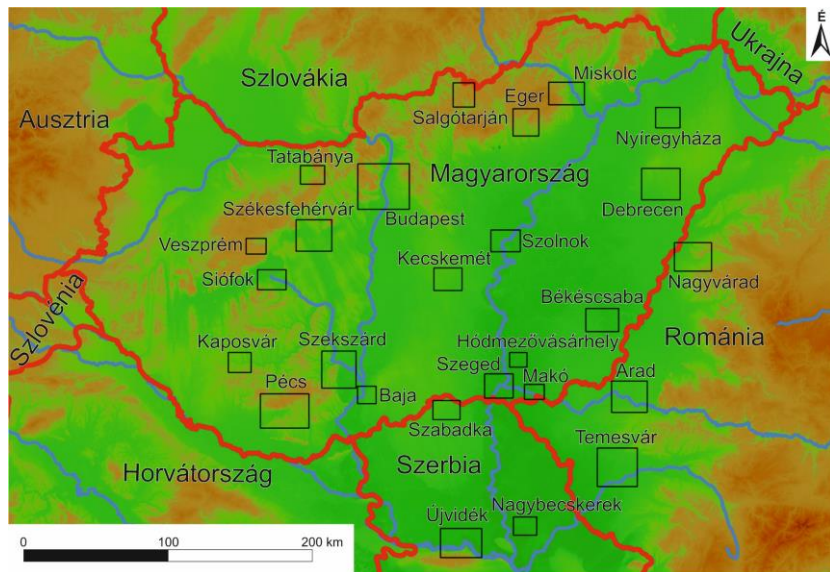 É
Ukrajna
Szlovákia
Miskolc
Eger
Ausztria
Salgótarján
Nyíregyháza
Tatabánya
Magyarország
Debrecen
Székesfehérvár
Budapest
Veszprém
Szolnok
Kecskemét
Siófok
Nagyvárad
Szlovénia
Békéscsaba
Románia
Kaposvár
Szekszárd
Hódmezővásárhely
Szeged
Makó
Arad
Pécs
Baja
Szabadka
Temesvár
Horvátország
Szerbia
Nagybecskerek
Újvidék
0 100 200 km